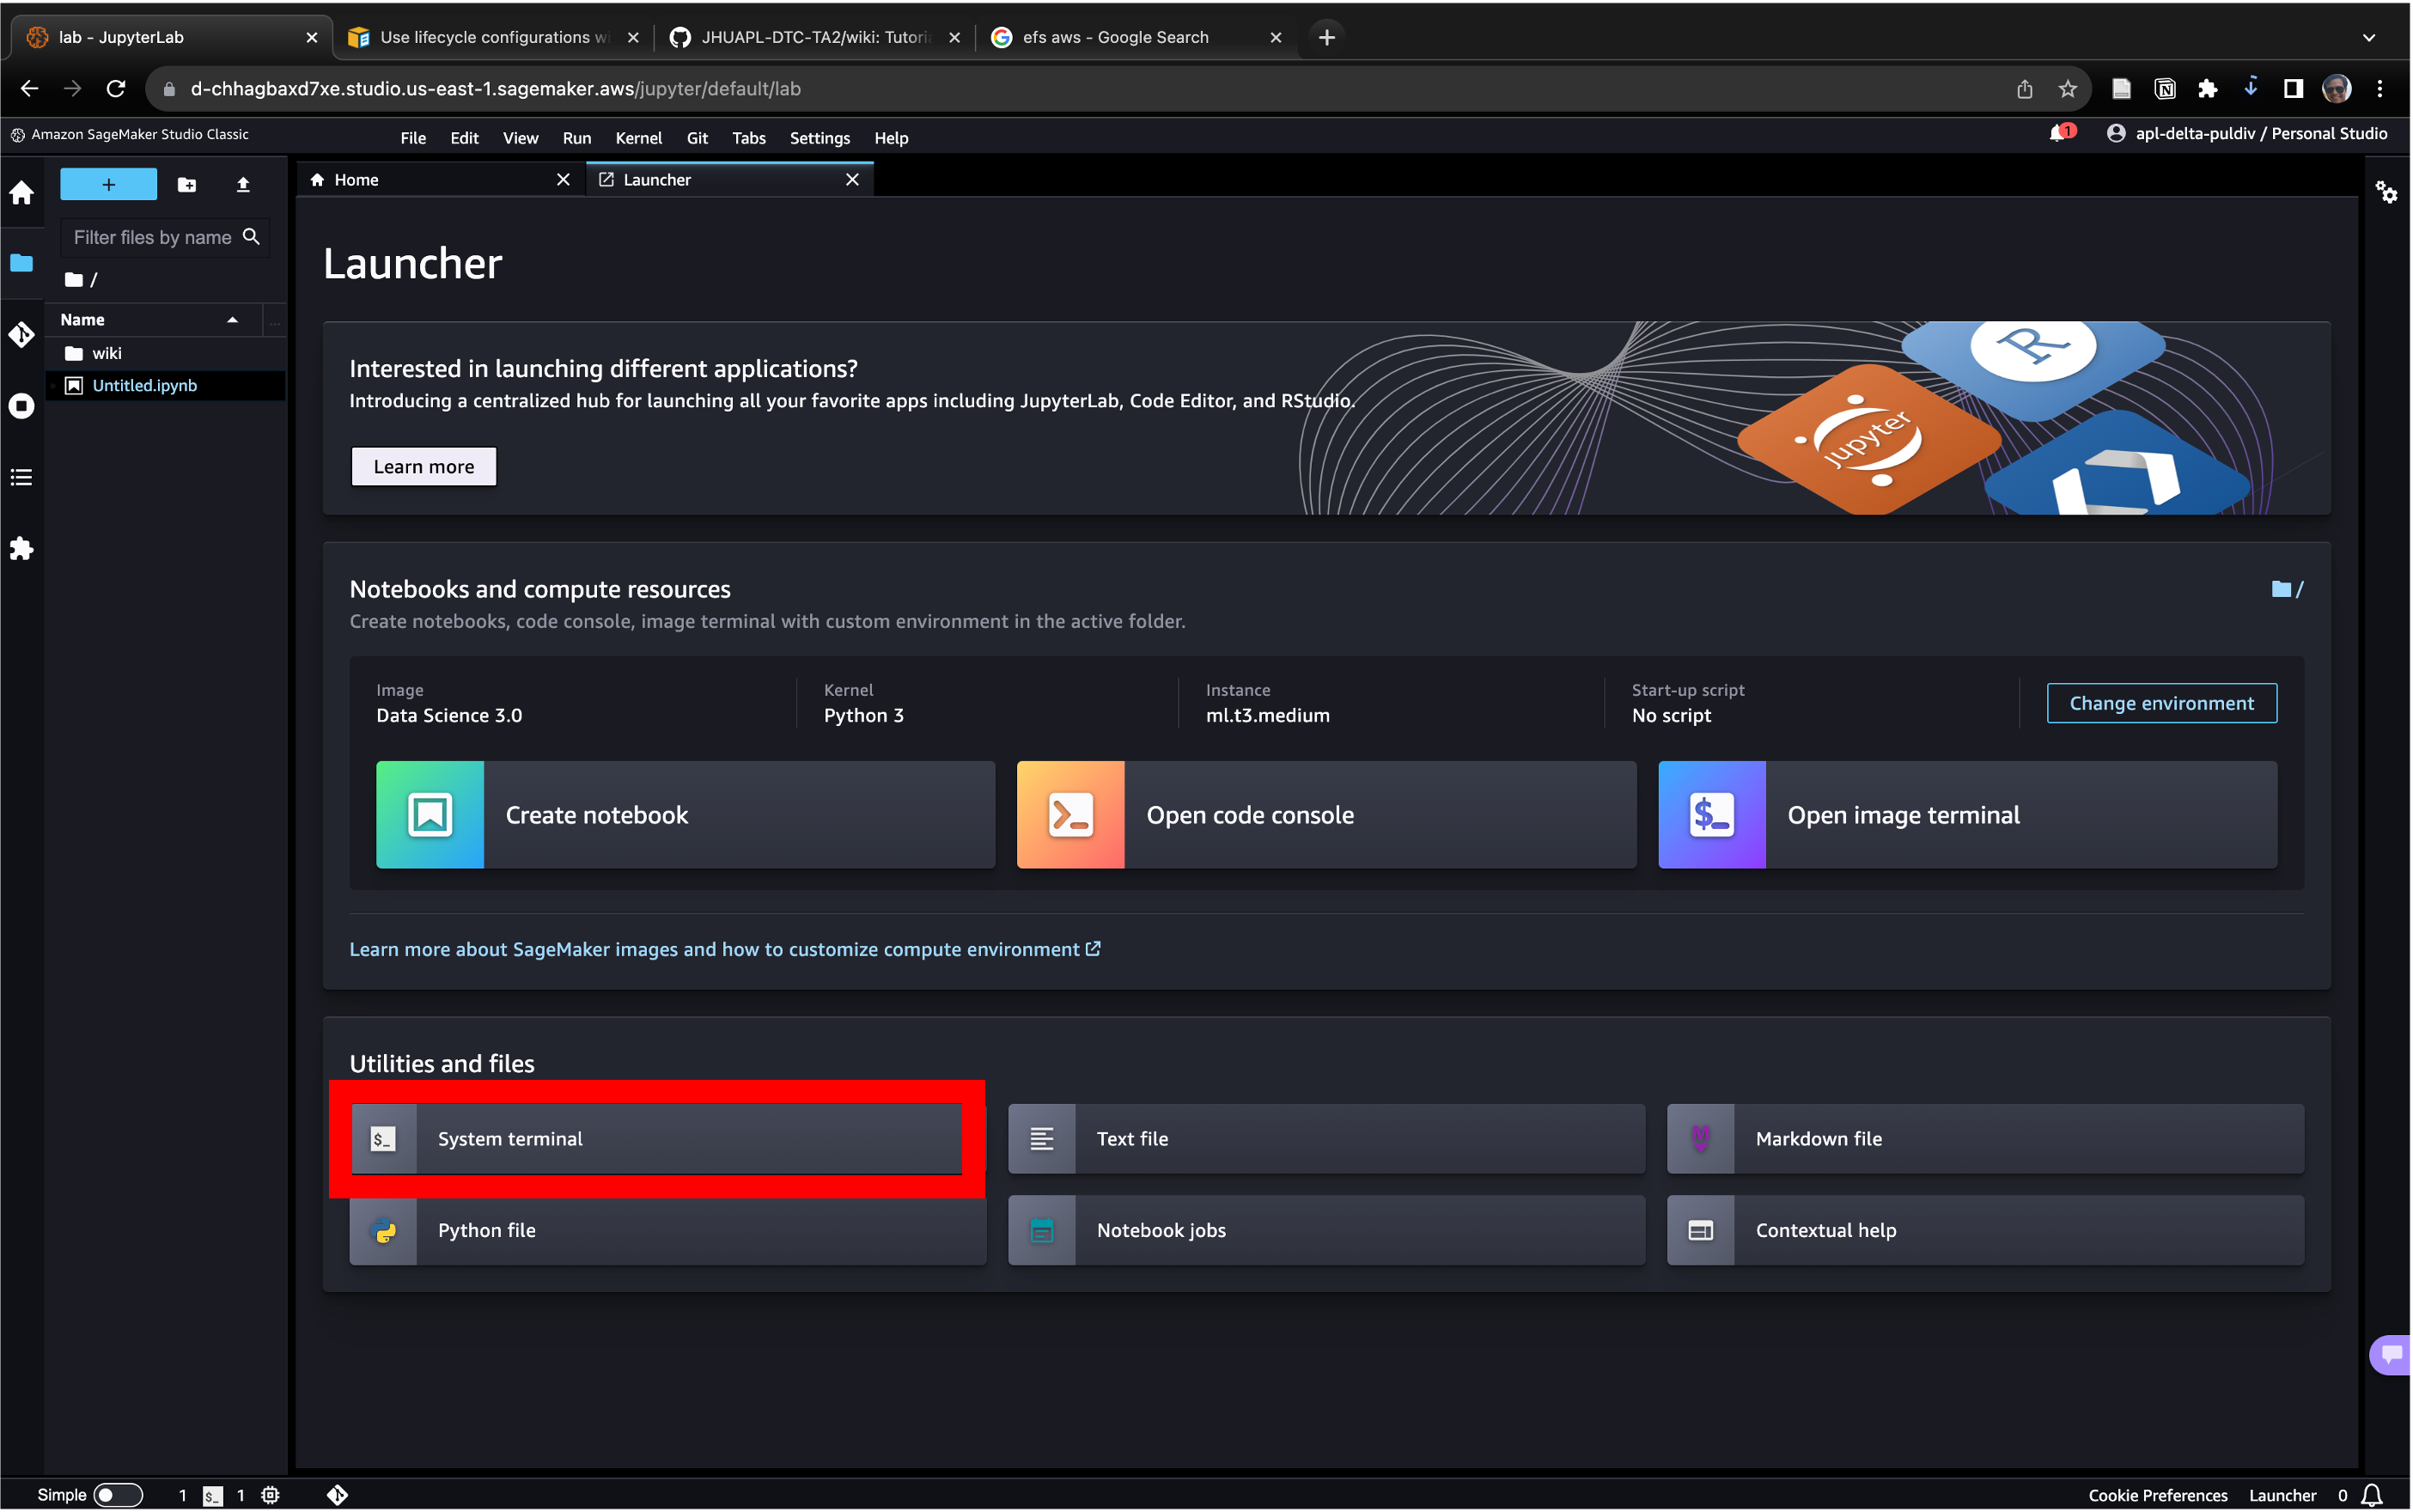 lab - JupyterLab
Use lifecycle configurations wi
JHUAPL-DTC-TA2/wiki: Tutoria
efs aws - Google Search
d-chhagbaxd7xe.studio.us-east-1.sagemaker.aws/jupyter/default/lab
Amazon SageMaker Studio Classic
File Edit View Run Kernel Git Tabs Settings Help
1
apl-delta-puldiv / Personal Studio
Home
Launcher
Filter files by name
/
Name
...
wiki
Untitled.ipynb
Launcher
Interested in launching different applications?
Introducing a centralized hub for launching all your favorite apps including JupyterLab, Code Editor, and RStudio.
Learn more
R
jupyter
Notebooks and compute resources
/
Create notebooks, code console, image terminal with custom environment in the active folder.
Image
Data Science 3.0
Kernel
Python 3
Instance
ml.t3.medium
Start-up script
No script
Change environment
Create notebook
Open code console
$_
Open image terminal
Learn more about SageMaker images and how to customize compute environment
Utilities and files
$_
System terminal
Text file
M
Markdown file
Python file
Notebook jobs
Contextual help
Simple
1
$_
1
Cookie Preferences
Launcher
0